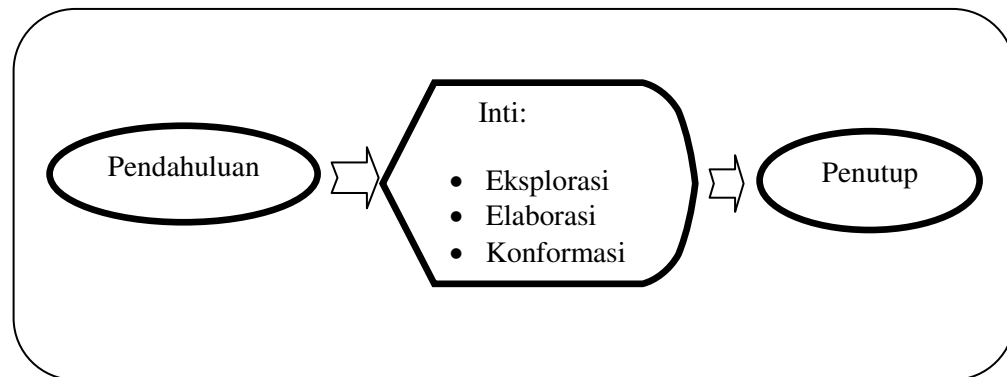 Pendahuluan
Inti:
• Eksplorasi
• Elaborasi
• Konformasi
Penutup